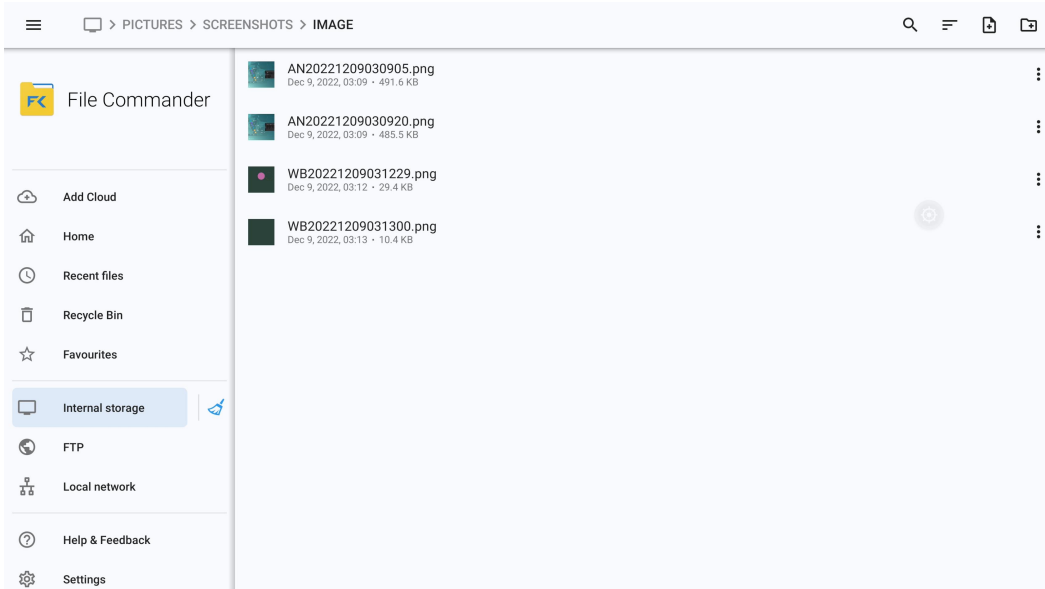 > PICTURES > SCREENSHOTS > IMAGE
FK File Commander
Add Cloud
Home
Recent files
Recycle Bin
Favourites
Internal storage
FTP
Local network
Help & Feedback
Settings
AN20221209030905.png
Dec 9, 2022, 03:09 • 491.6 KB
AN20221209030920.png
Dec 9, 2022, 03:09 • 485.5 KB
WB20221209031229.png
Dec 9, 2022, 03:12 • 29.4 KB
WB20221209031300.png
Dec 9, 2022, 03:13 • 10.4 KB